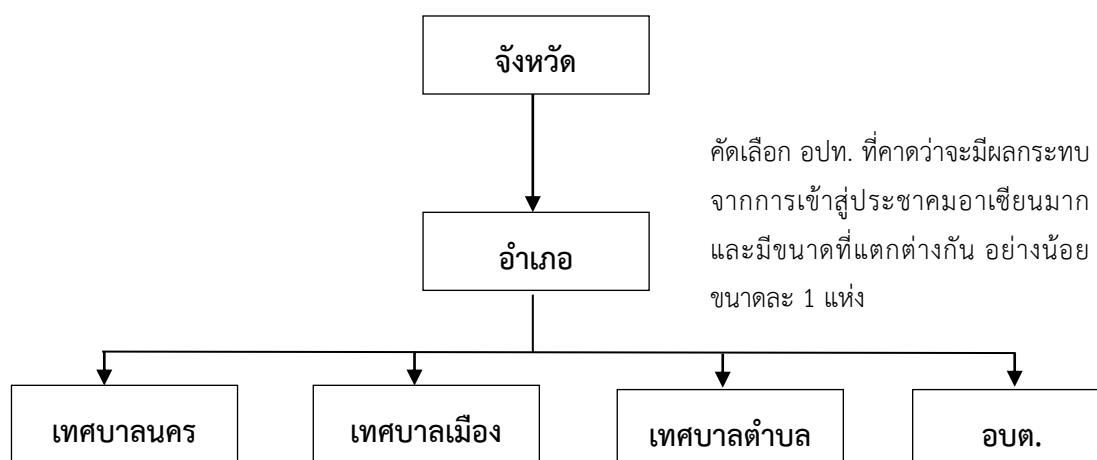 จังหวัด
คัดเลือก อปท. ที่คาดว่าจะมีผลกระทบ
จากการเข้าสู่ประชาคมอาเซียนมาก
และมีขนาดที่แตกต่างกัน อย่างน้อย
ขนาดละ 1 แห่ง
อำเภอ
เทศบาลนคร
เทศบาลเมือง
เทศบาลตำบล
อบต.